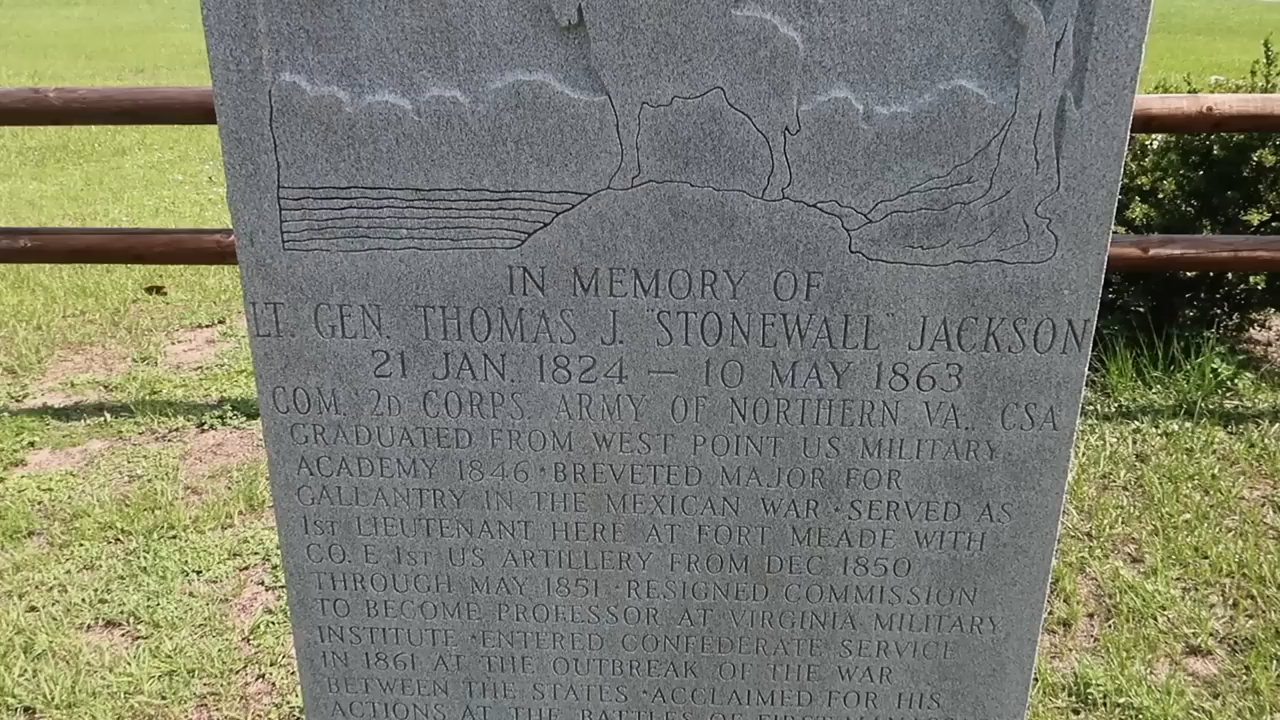 IN MEMORY OF
LT. GEN. THOMAS J. "STONEWALL" JACKSON
21 JAN. 1824 — 10 MAY 1863
COM. 2D CORPS. ARMY OF NORTHERN VA., CSA
GRADUATED FROM WEST POINT US MILITARY
ACADEMY 1846 · BREVETED MAJOR FOR
GALLANTRY IN THE MEXICAN WAR · SERVED AS
1ST LIEUTENANT HERE AT FORT MEADE WITH
CO. E 1ST US ARTILLERY FROM DEC 1850
THROUGH MAY 1851 · RESIGNED COMMISSION
TO BECOME PROFESSOR AT VIRGINIA MILITARY
INSTITUTE · ENTERED CONFEDERATE SERVICE
IN 1861 AT THE OUTBREAK OF THE WAR
BETWEEN THE STATES · ACCLAIMED FOR HIS
ACTIONS AT THE BATTLES OF FIRST